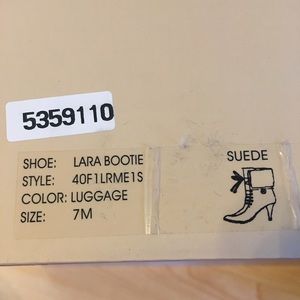 5359110
SHOE: LARA BOOTIE
STYLE: 40F1LRME1S
COLOR: LUGGAGE
SIZE: 7M
SUEDE